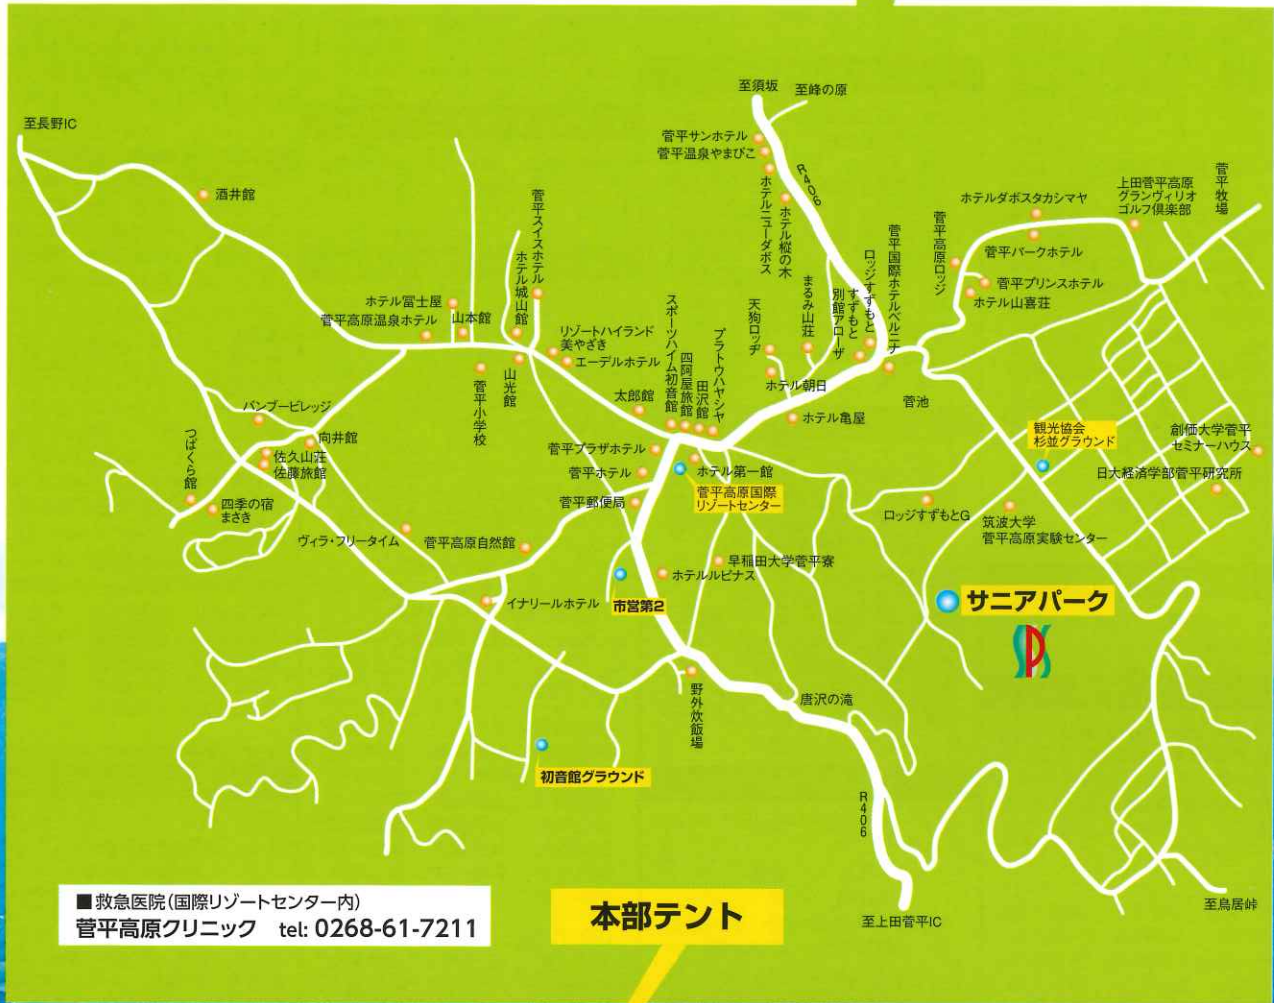 至須坂
至峰の原
至長野IC
菅平サンホテル
菅平温泉やまびこ
R406
菅平牧場
酒井館
ホテルニューダボス
ホテル樅の木
ホテルダボスタカシマヤ
上田菅平高原
グランヴィリオ
ゴルフ倶楽部
菅平スイスホテル
ホテル城山館
菅平高原ロッジ
菅平国際ホテルベルニナ
ロッジすずもと
すずもと
別館アローザ
まるみ山荘
天狗ロッヂ
菅平パークホテル
菅平プリンスホテル
ホテル山喜荘
ホテル冨士屋
菅平高原温泉ホテル
山本館
リゾートハイランド
美やざき
エーデルホテル
スポーツハイム初音館
四阿屋旅館
田沢館
プラトウハヤシヤ
山光館
菅平小学校
太郎館
ホテル朝日
ホテル亀屋
菅池
バンブービレッジ
向井館
つばくら館
佐久山荘
佐藤旅館
四季の宿
まさき
菅平プラザホテル
菅平ホテル
菅平郵便局
ホテル第一館
菅平高原国際
リゾートセンター
観光協会
杉並グラウンド
創価大学菅平
セミナーハウス
日大経済学部菅平研究所
ロッジすずもとG
筑波大学
菅平高原実験センター
ヴィラ・フリータイム
菅平高原自然館
早稲田大学菅平寮
ホテルルピナス
イナリールホテル
市営第2
サニアパーク
野外炊飯場
唐沢の滝
初音館グラウンド
R406
■救急医院(国際リゾートセンター内)
菅平高原クリニック tel: 0268-61-7211
本部テント
至上田菅平IC
至鳥居峠